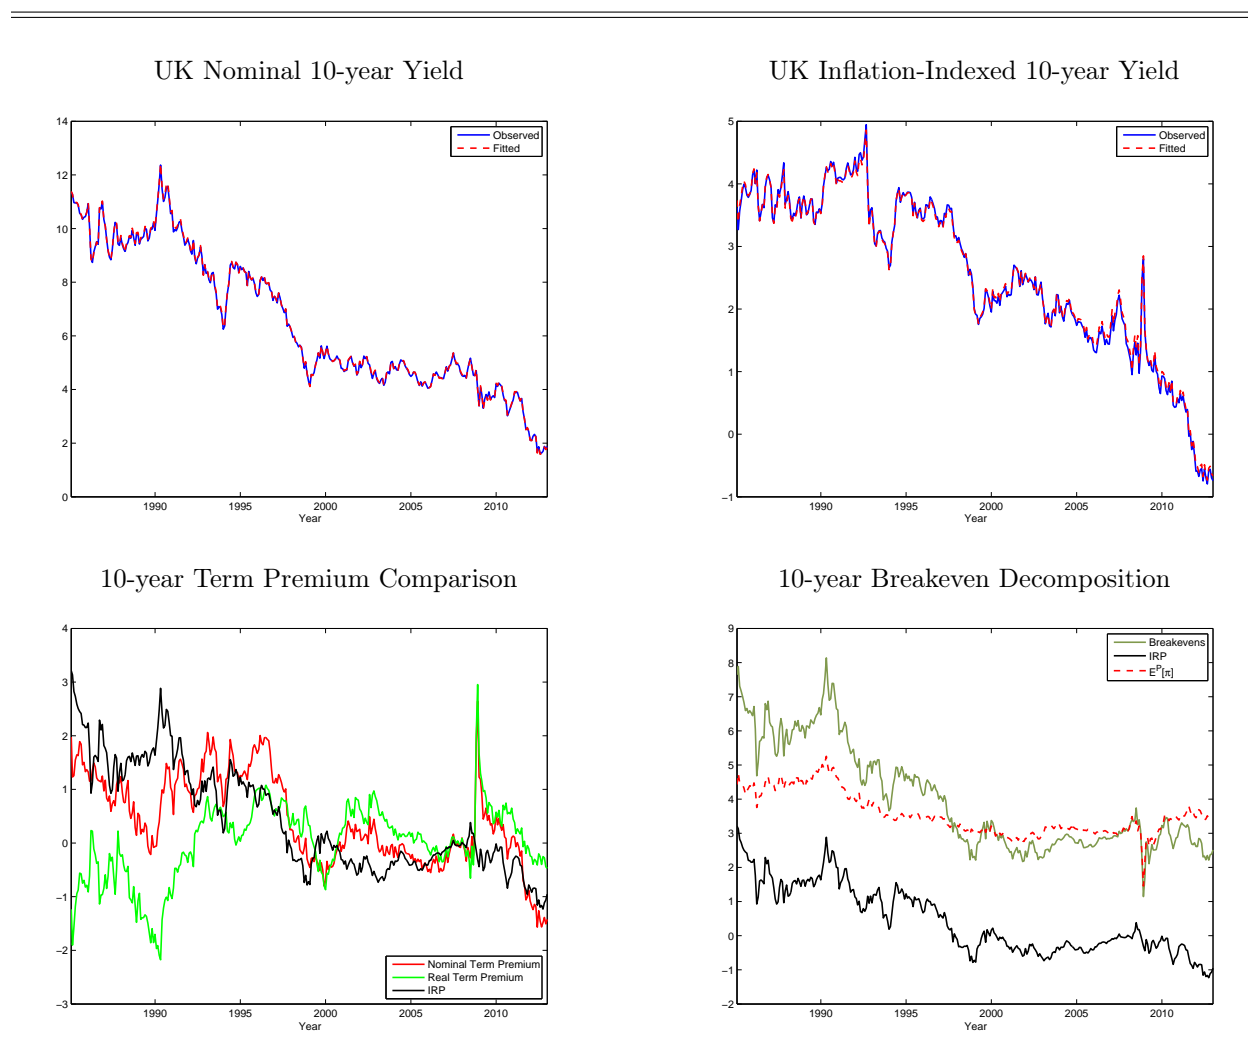 UK Nominal 10-year Yield
14
12
10
8
6
4
2
0
1990 1995 2000 2005 2010
Year
Observed
Fitted
UK Inflation-Indexed 10-year Yield
5
4
3
2
1
0
−1
1990 1995 2000 2005 2010
Year
Observed
Fitted
10-year Term Premium Comparison
4
3
2
1
0
−1
−2
−3
1990 1995 2000 2005 2010
Year
Nominal Term Premium
Real Term Premium
IRP
10-year Breakeven Decomposition
9
8
7
6
5
4
3
2
1
0
−1
−2
1990 1995 2000 2005 2010
Year
Breakevens
IRP
E^P[π]